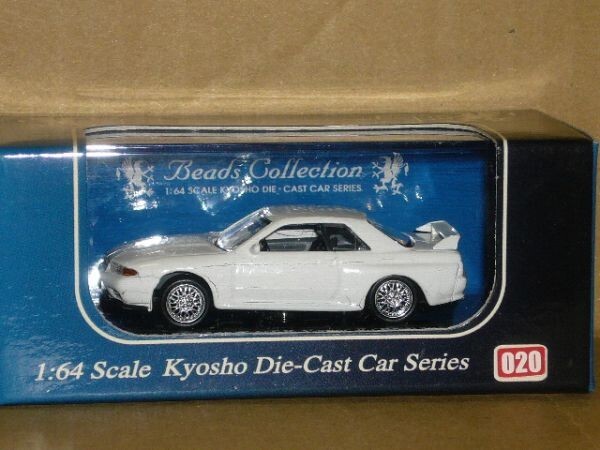 Beads Collection
1:64 SCALE KYOSHO DIE-CAST CAR SERIES
1:64 Scale Kyosho Die-Cast Car Series
020